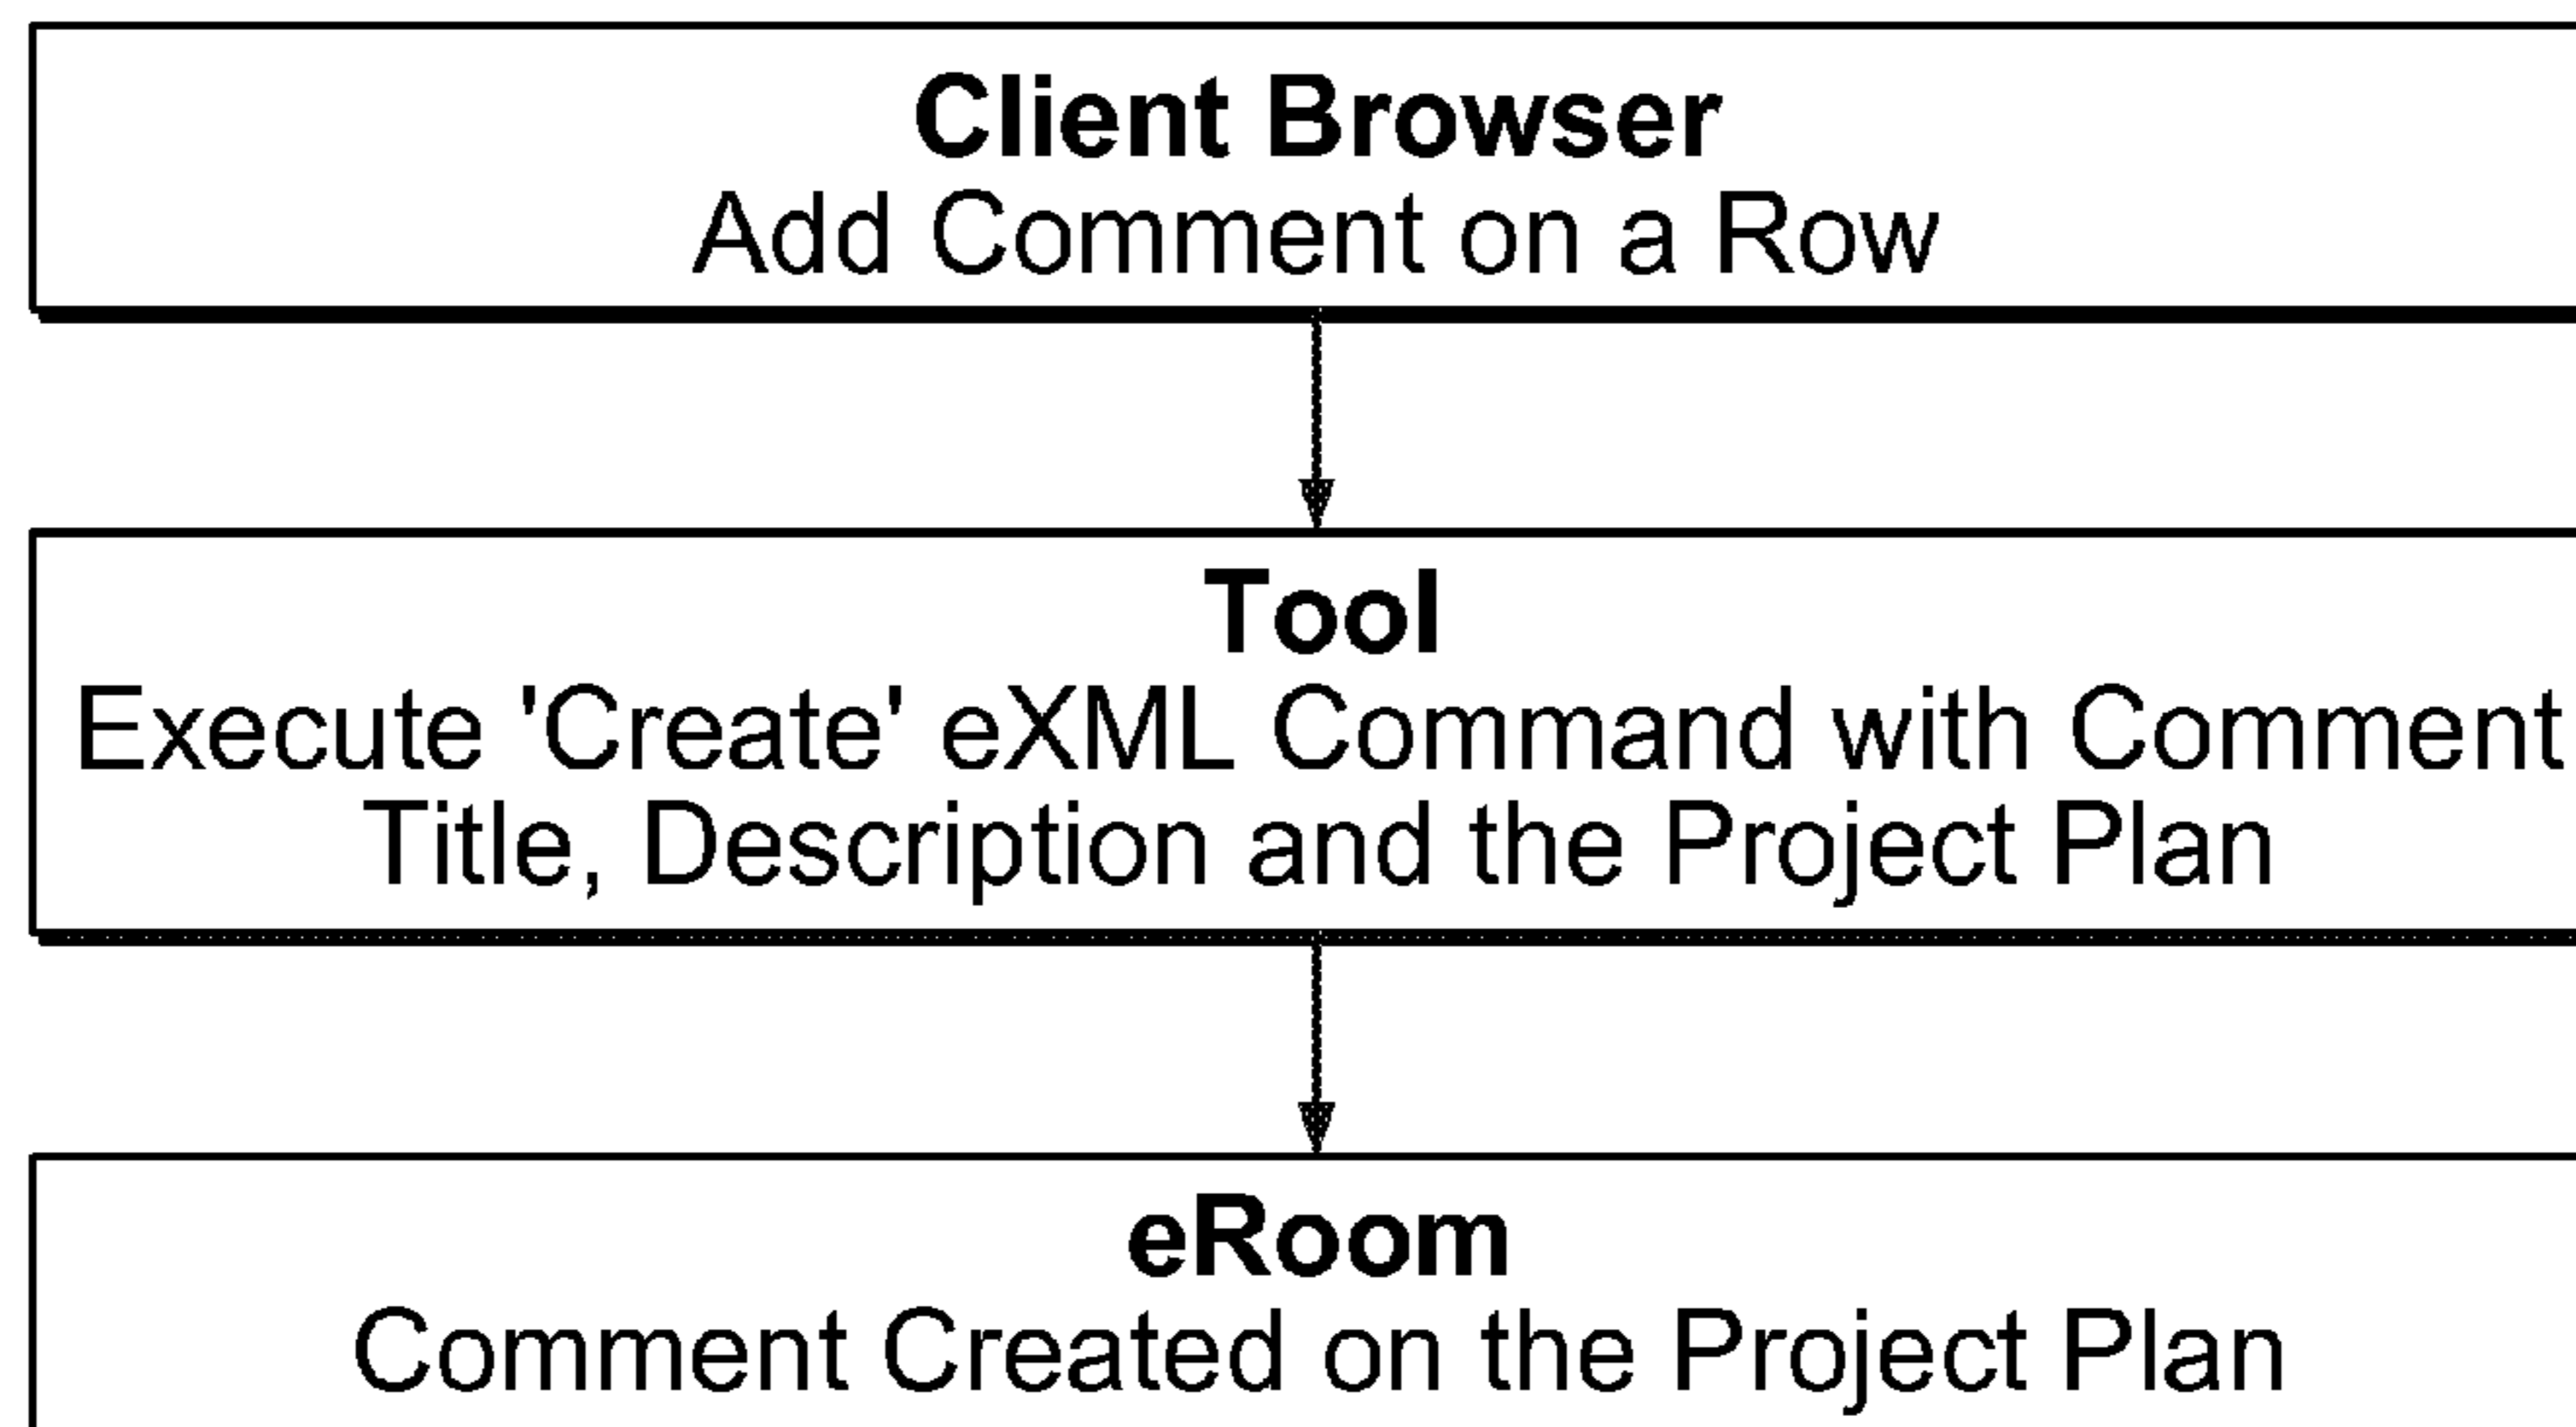 Client Browser
Add Comment on a Row
Tool
Execute 'Create' eXML Command with Comment
Title, Description and the Project Plan
eRoom
Comment Created on the Project Plan